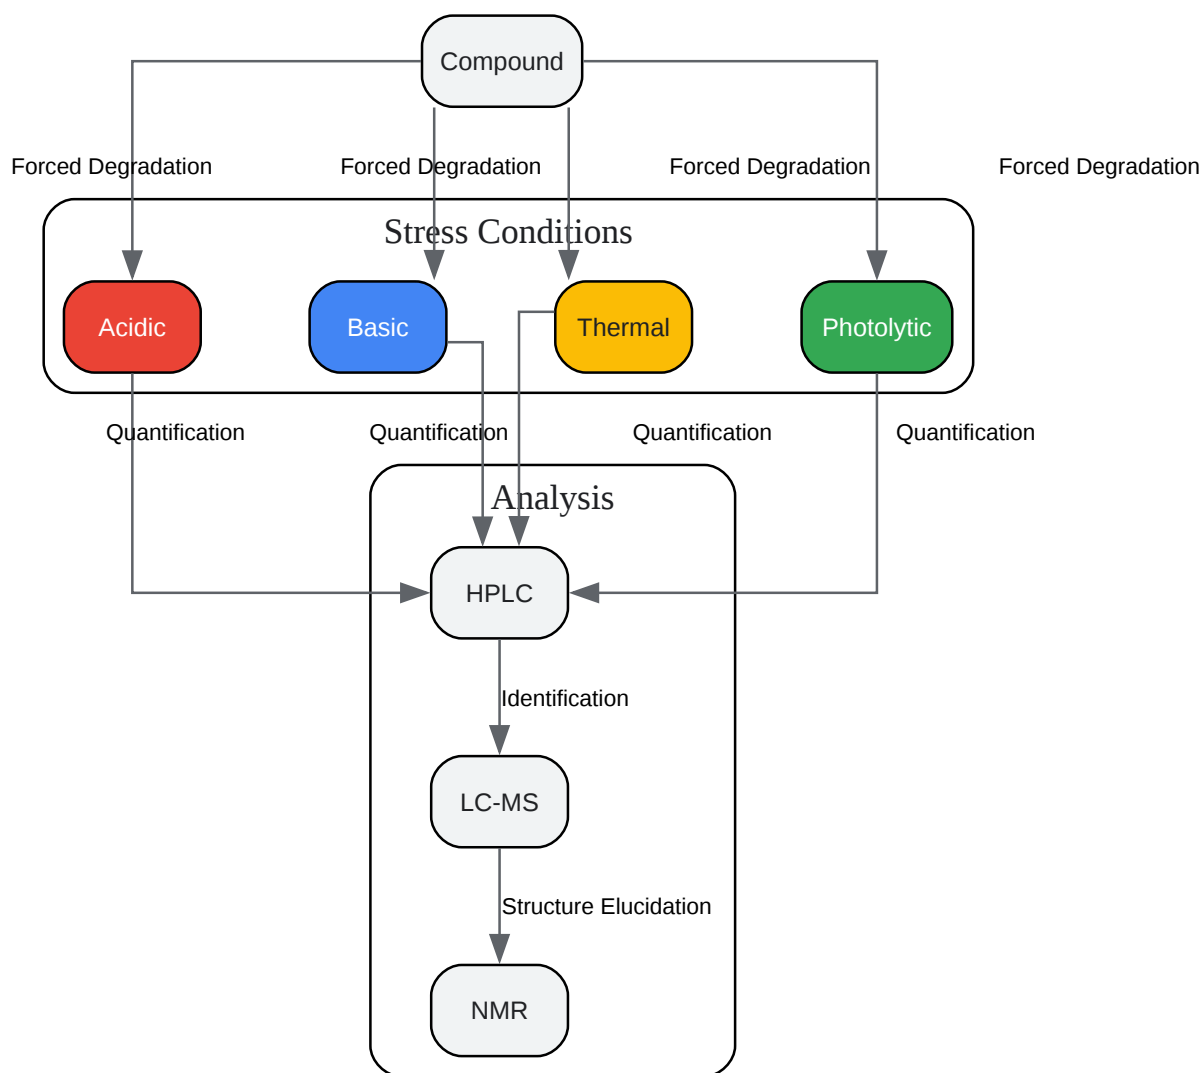 Compound
Forced Degradation
Forced Degradation
Forced Degradation
Forced Degradation
Stress Conditions
Acidic
Basic
Thermal
Photolytic
Quantification
Quantification
Quantification
Quantification
Analysis
HPLC
Identification
LC-MS
Structure Elucidation
NMR